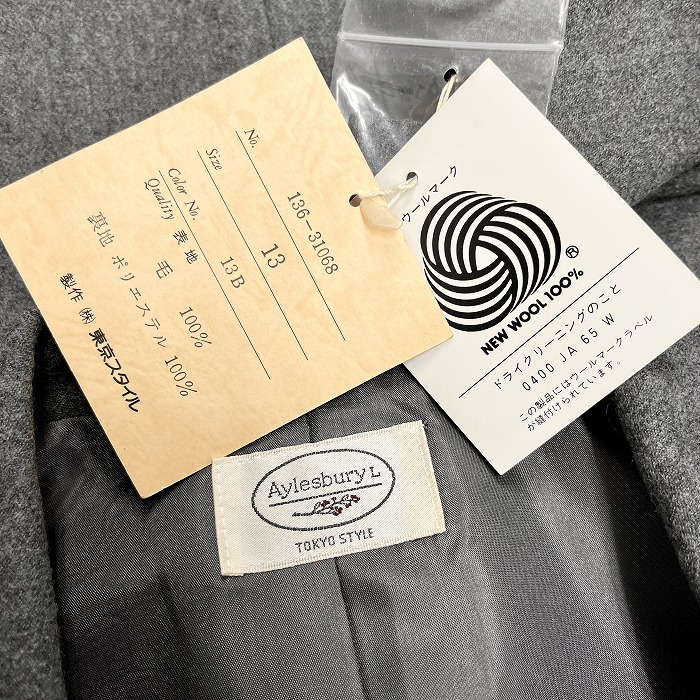 No. 136-31068
Size 13
Color No. 13B
Quality 表地 毛 100%
裏地 ポリエステル 100%
製作 ㈱ 東京スタイル
ウールマーク
®
NEW WOOL 100%
ドライクリーニングのこと
0400 JA 65 W
この製品にはウールマークラベル
が縫付けられています。
Aylesbury L
TOKYO STYLE